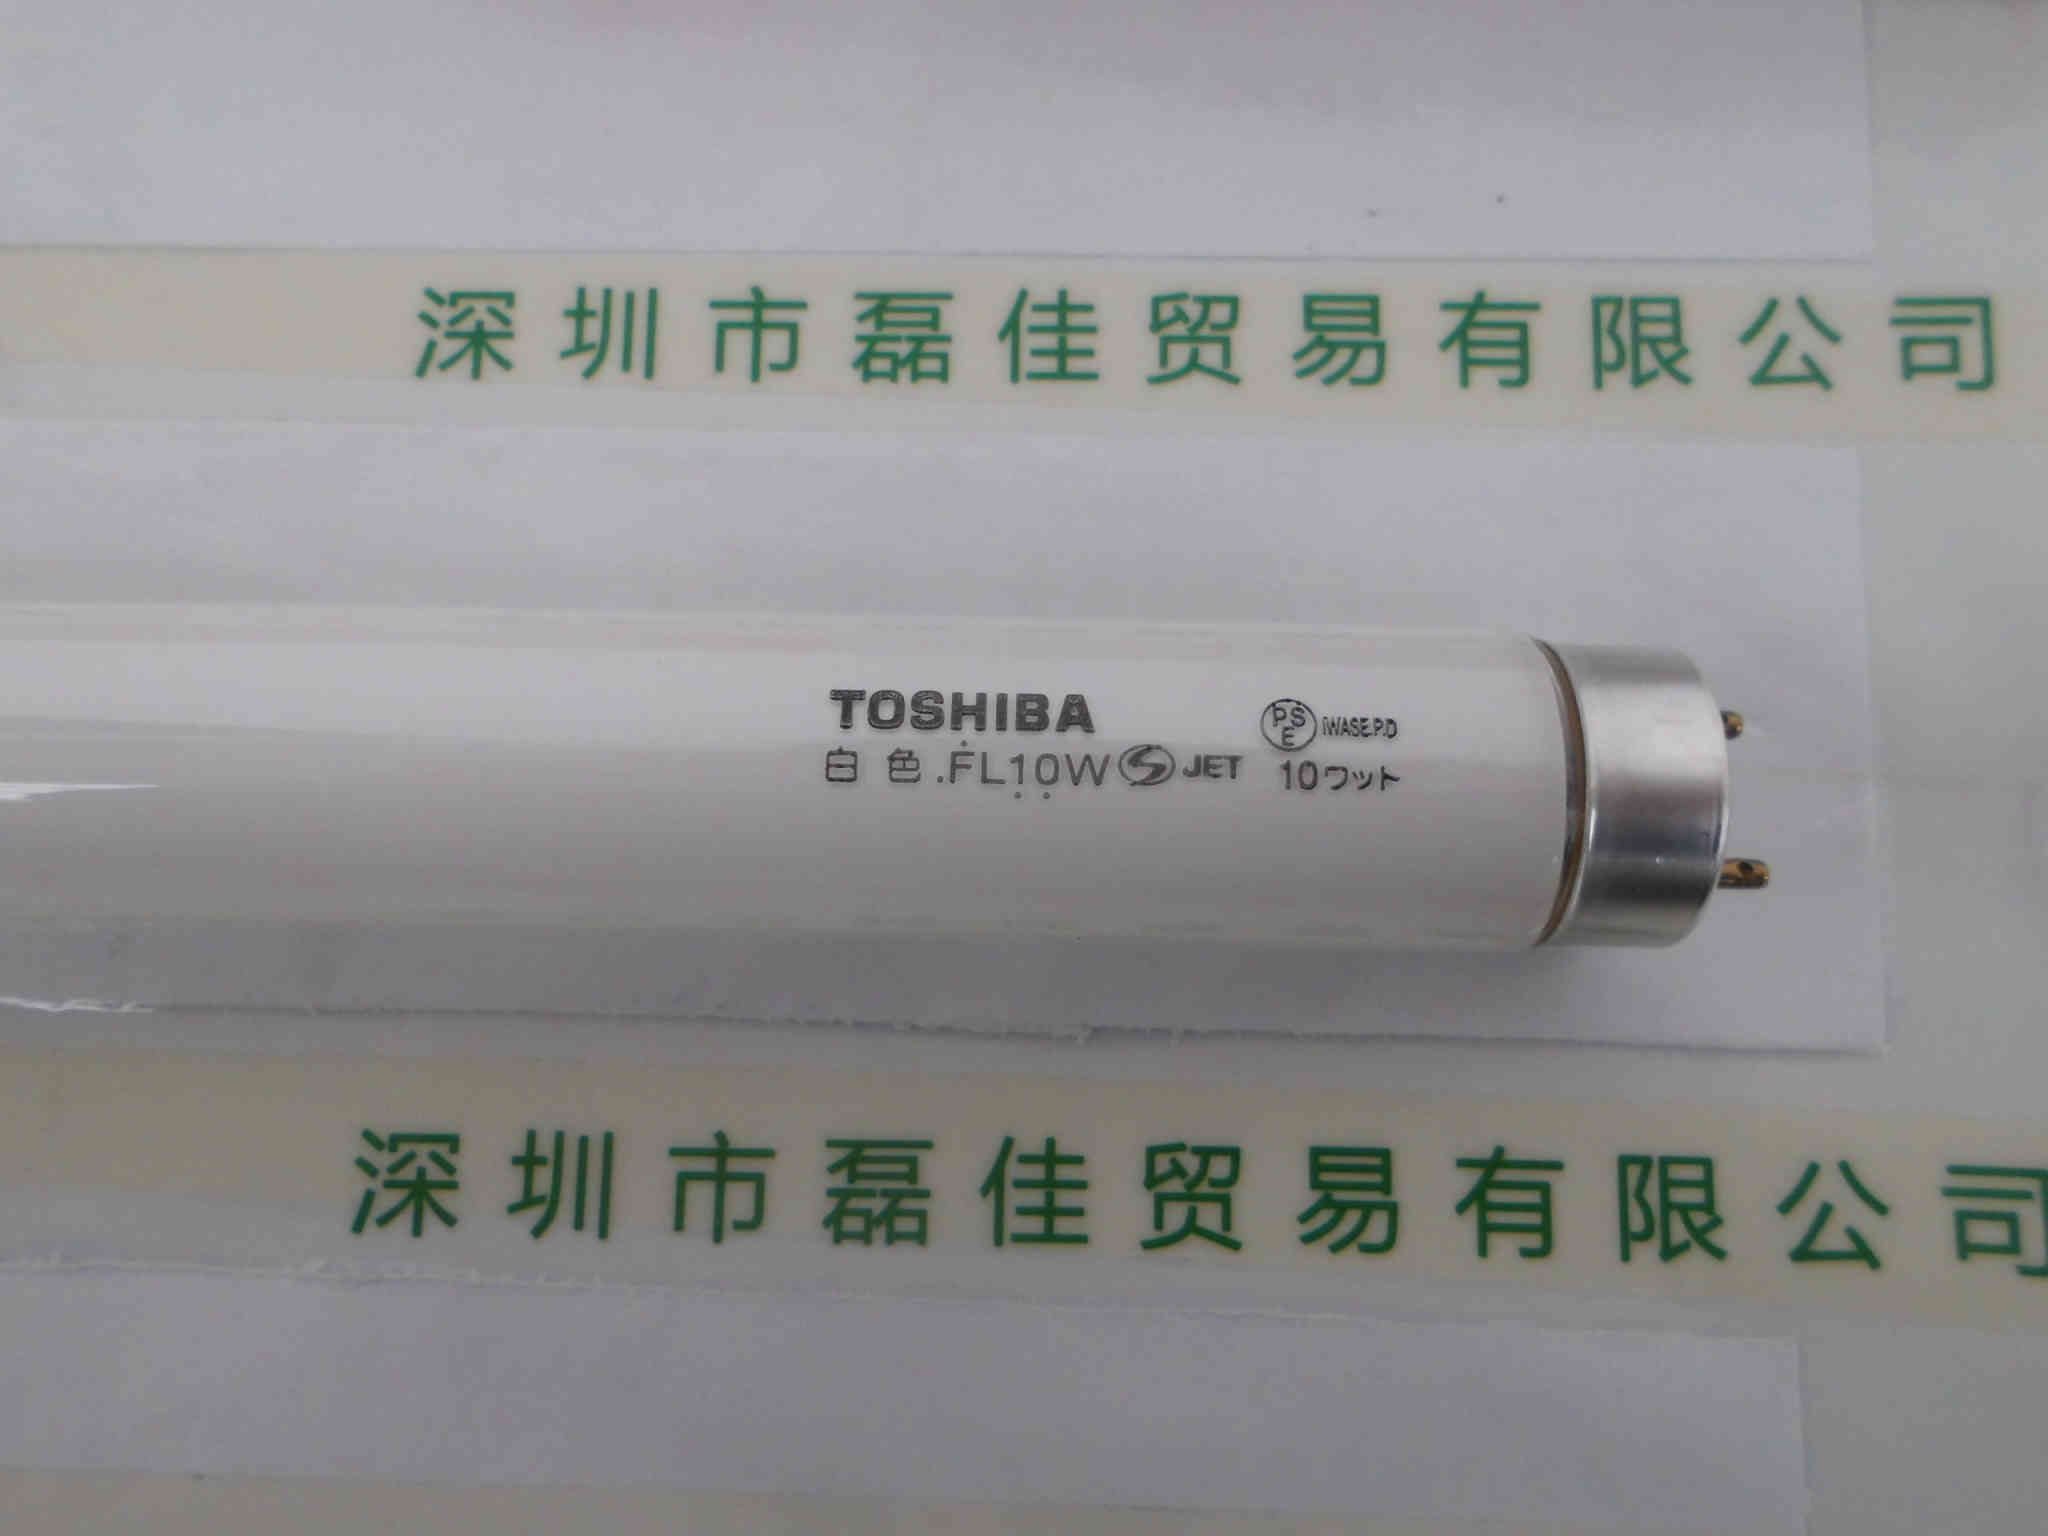 深圳市磊佳贸易有限公司
TOSHIBA
白色.FL10W S JET
PSE IWASE.P.D
10ワット
深圳市磊佳贸易有限公司